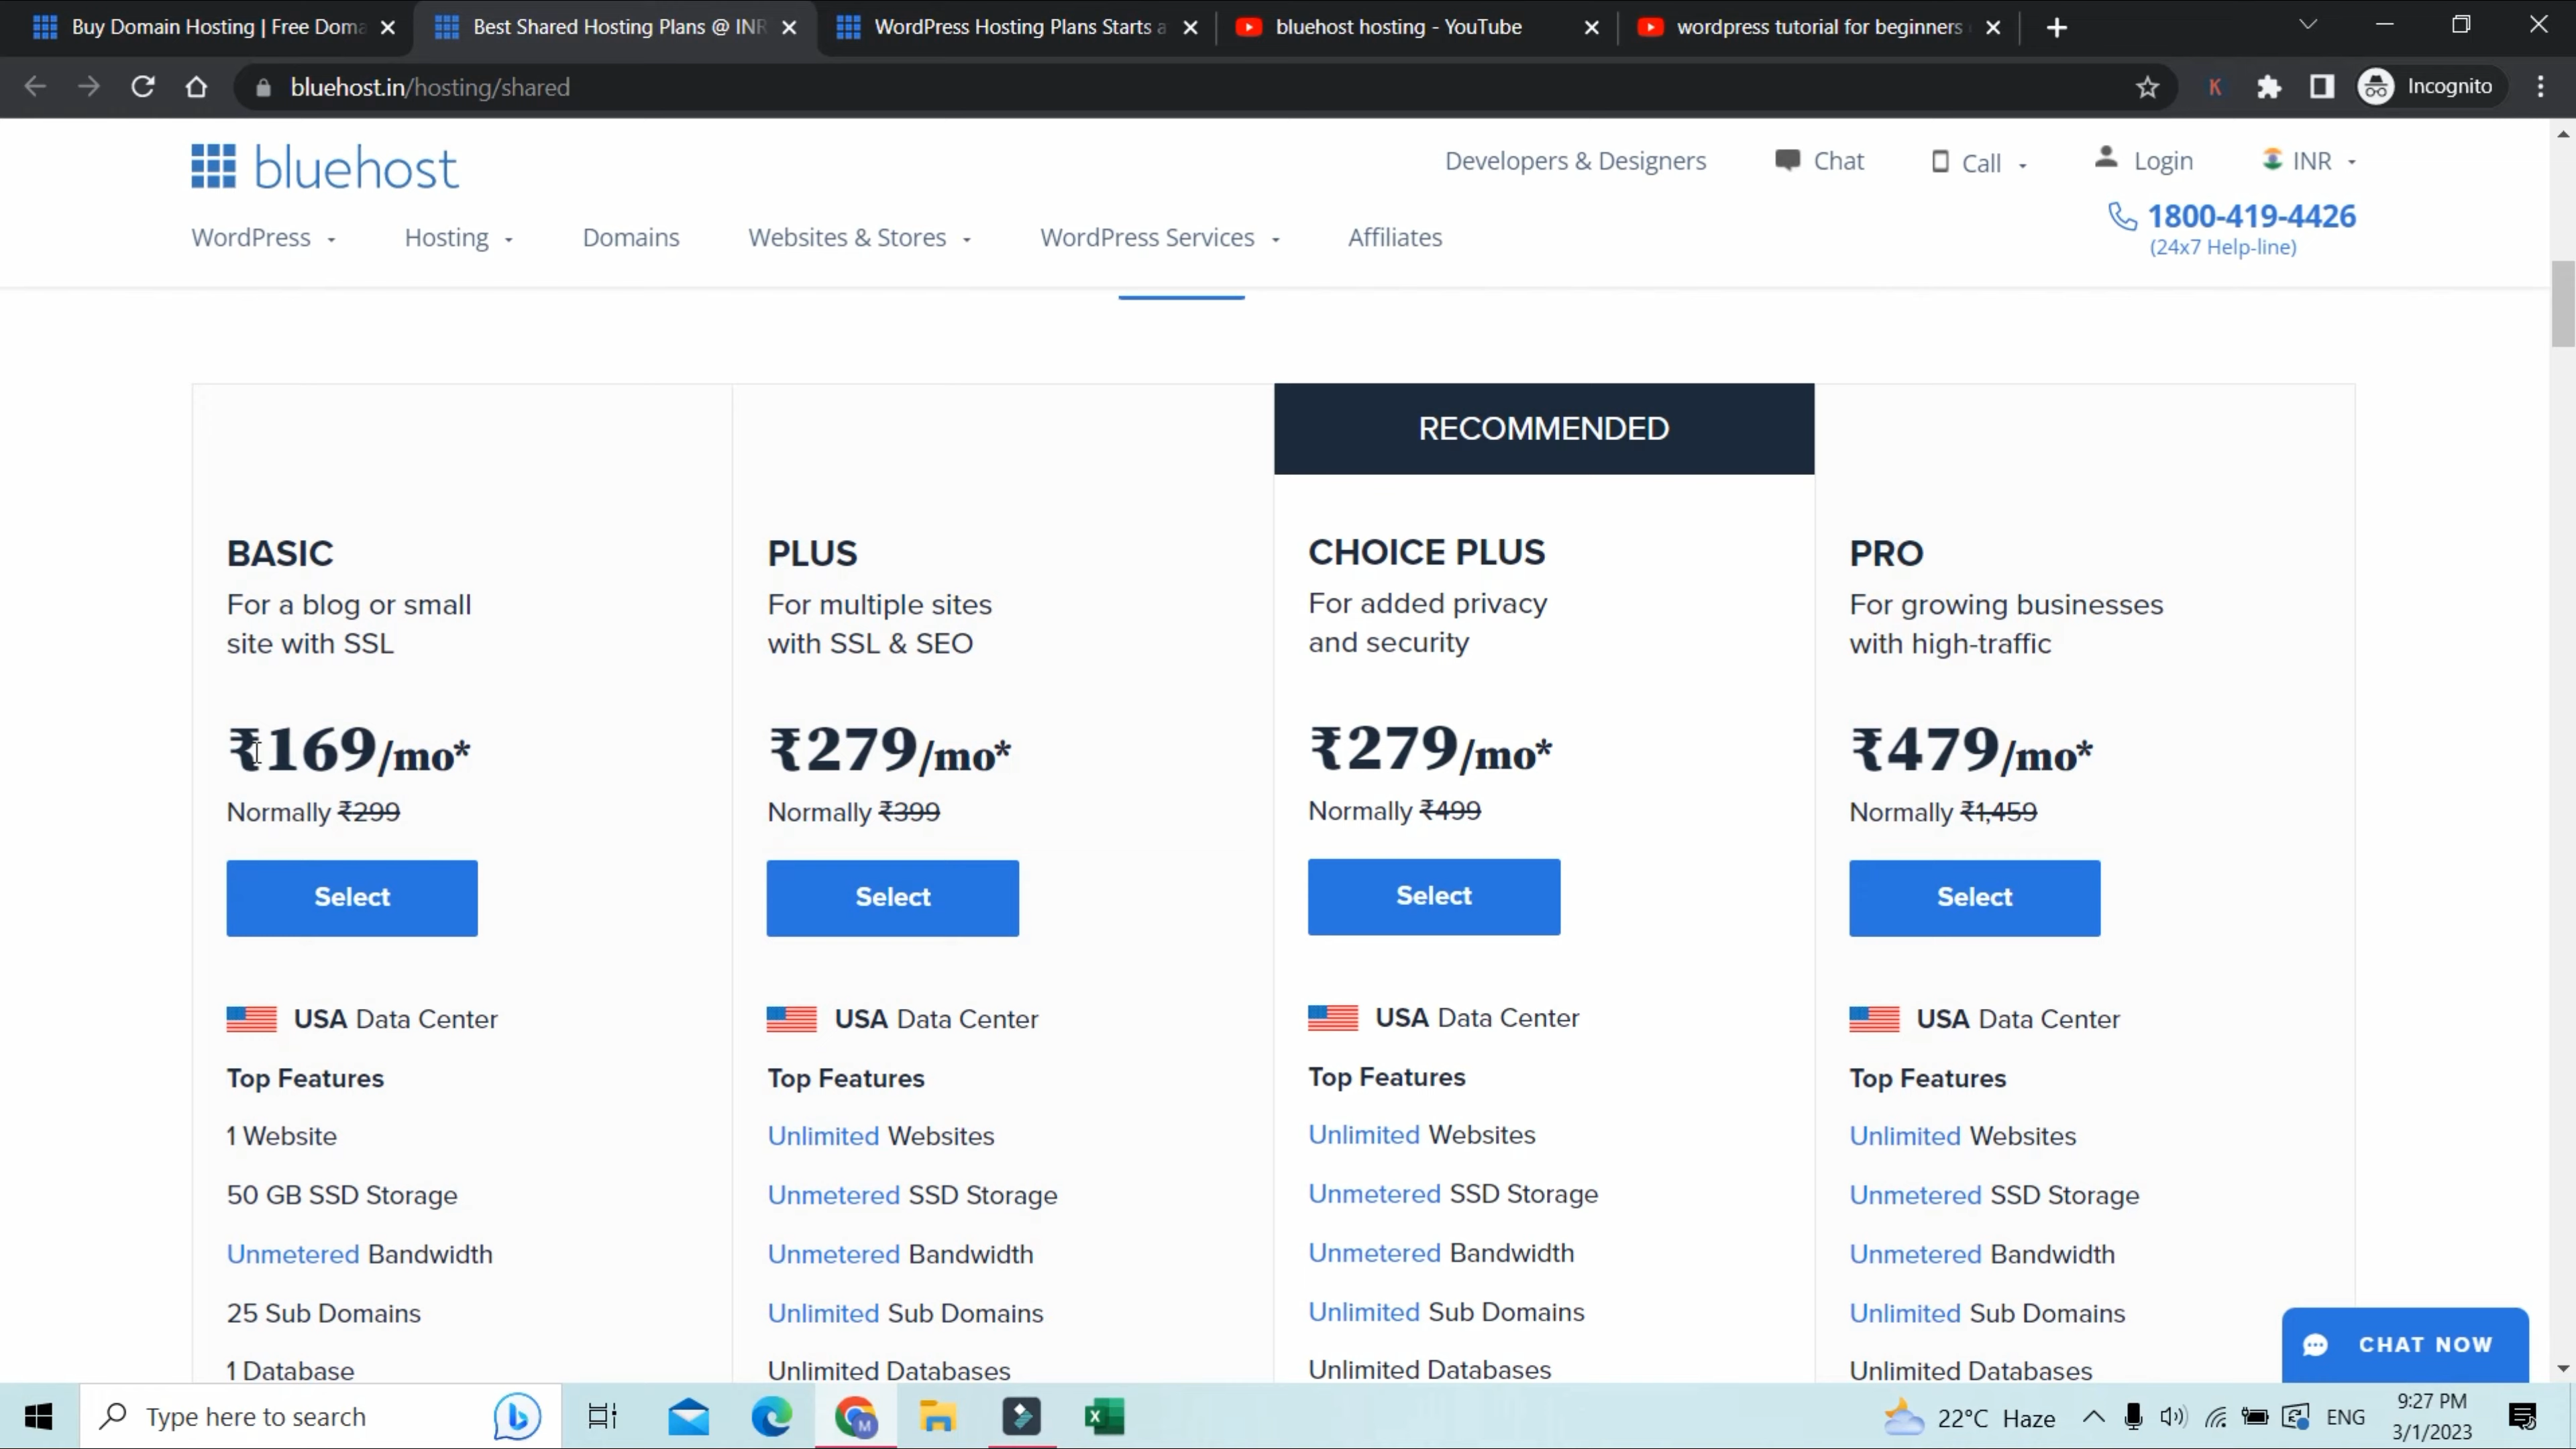 Buy Domain Hosting | Free Doma
Best Shared Hosting Plans @ INR
WordPress Hosting Plans Starts a
bluehost hosting - YouTube
wordpress tutorial for beginners
bluehost.in/hosting/shared
K
Incognito
bluehost
Developers & Designers
Chat
Call
Login
INR
1800-419-4426
(24x7 Help-line)
WordPress
Hosting
Domains
Websites & Stores
WordPress Services
Affiliates
RECOMMENDED
BASIC
For a blog or small
site with SSL
₹169/mo*
Normally ₹299
Select
USA Data Center
Top Features
1 Website
50 GB SSD Storage
Unmetered Bandwidth
25 Sub Domains
1 Database
PLUS
For multiple sites
with SSL & SEO
₹279/mo*
Normally ₹399
Select
USA Data Center
Top Features
Unlimited Websites
Unmetered SSD Storage
Unmetered Bandwidth
Unlimited Sub Domains
Unlimited Databases
CHOICE PLUS
For added privacy
and security
₹279/mo*
Normally ₹499
Select
USA Data Center
Top Features
Unlimited Websites
Unmetered SSD Storage
Unmetered Bandwidth
Unlimited Sub Domains
Unlimited Databases
PRO
For growing businesses
with high-traffic
₹479/mo*
Normally ₹1,459
Select
USA Data Center
Top Features
Unlimited Websites
Unmetered SSD Storage
Unmetered Bandwidth
Unlimited Sub Domains
Unlimited Databases
CHAT NOW
Type here to search
M
22°C Haze
ENG
9:27 PM
3/1/2023